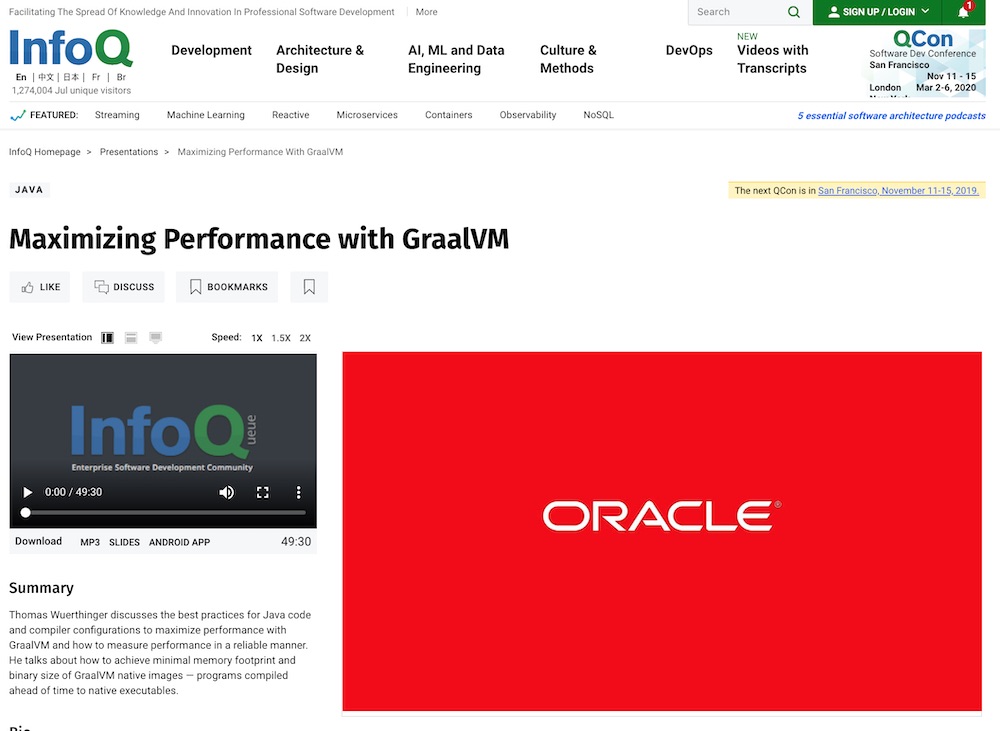 Facilitating The Spread Of Knowledge And Innovation In Professional Software Development
More
Search
SIGN UP / LOGIN
1
InfoQ
En | 中文 | 日本 | Fr | Br
1,274,004 Jul unique visitors
Development
Architecture &
Design
AI, ML and Data
Engineering
Culture &
Methods
DevOps
NEW
Videos with
Transcripts
QCon
Software Dev Conference
San Francisco
Nov 11 - 15
London Mar 2-6, 2020
FEATURED: Streaming Machine Learning Reactive Microservices Containers Observability NoSQL
5 essential software architecture podcasts
InfoQ Homepage > Presentations > Maximizing Performance With GraalVM
JAVA
The next QCon is in San Francisco, November 11-15, 2019.
Maximizing Performance with GraalVM
LIKE DISCUSS BOOKMARKS
View Presentation Speed: 1X 1.5X 2X
InfoQ
ueue
Enterprise Software Development Community
0:00 / 49:30
Download MP3 SLIDES ANDROID APP 49:30
ORACLE®
Summary
Thomas Wuerthinger discusses the best practices for Java code
and compiler configurations to maximize performance with
GraalVM and how to measure performance in a reliable manner.
He talks about how to achieve minimal memory footprint and
binary size of GraalVM native images — programs compiled
ahead of time to native executables.